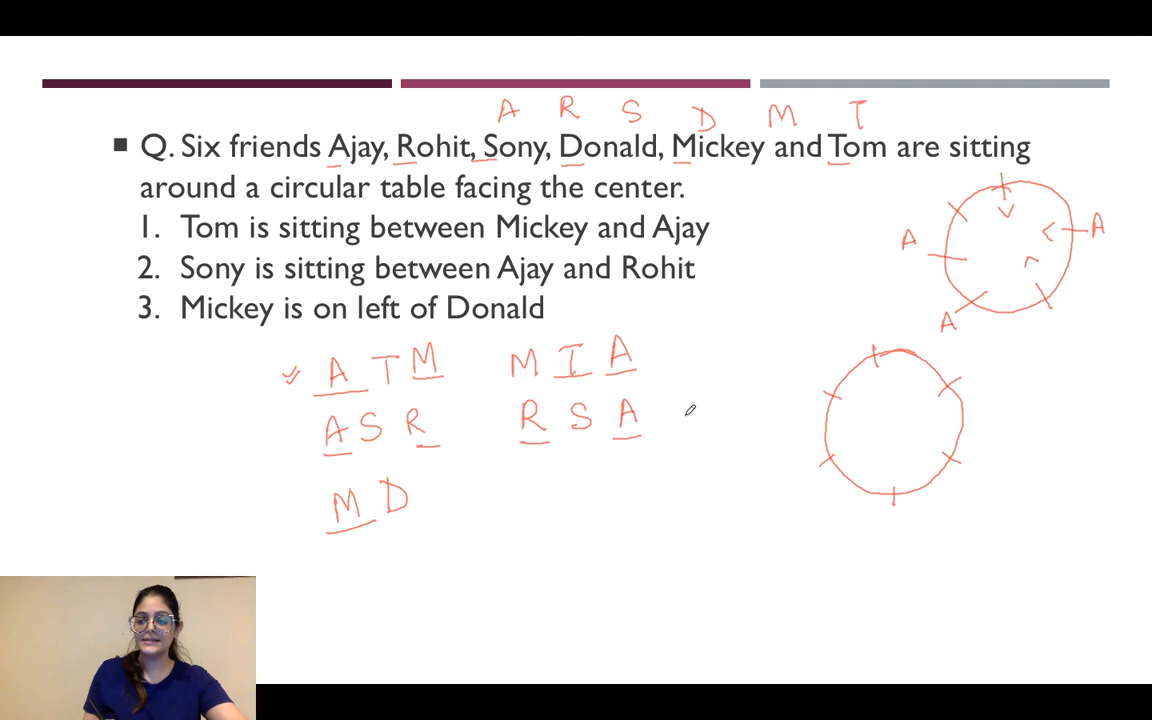 A R S D M T
Q. Six friends Ajay, Rohit, Sony, Donald, Mickey and Tom are sitting
around a circular table facing the center.
1. Tom is sitting between Mickey and Ajay
2. Sony is sitting between Ajay and Rohit
3. Mickey is on left of Donald
A A
A
A T M M I A
A S R R S A
M D